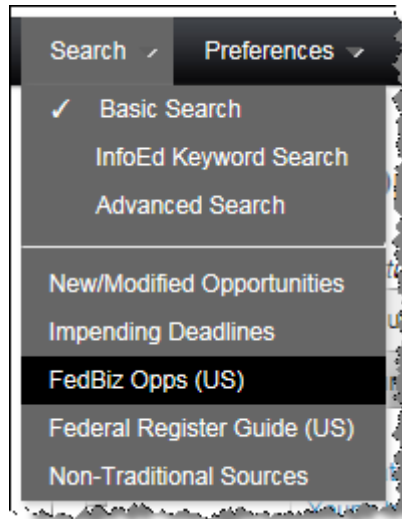 Search Preferences
✓ Basic Search
InfoEd Keyword Search
Advanced Search
New/Modified Opportunities
Impending Deadlines
FedBiz Opps (US)
Federal Register Guide (US)
Non-Traditional Sources